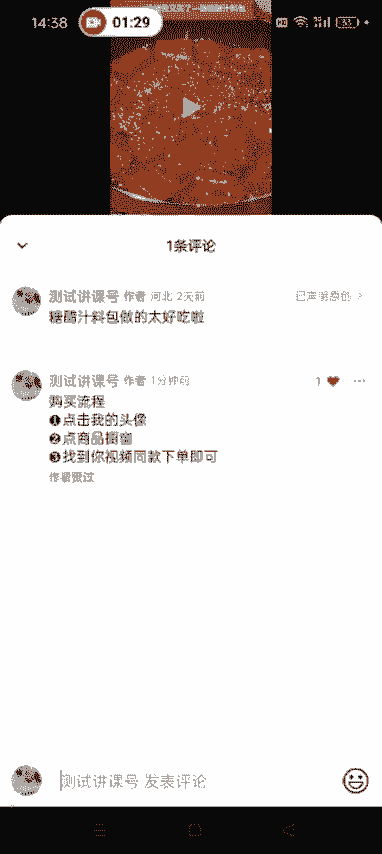 14:38
01:29
1条评论
测试讲课号 作者 河北 2天前
已声明原创
糖醋汁料包做的太好吃啦
测试讲课号 作者 1分钟前
1
购买流程
❶点击我的头像
❷点商品橱窗
❸找到你视频同款下单即可
作者赞过
测试讲课号 发表评论